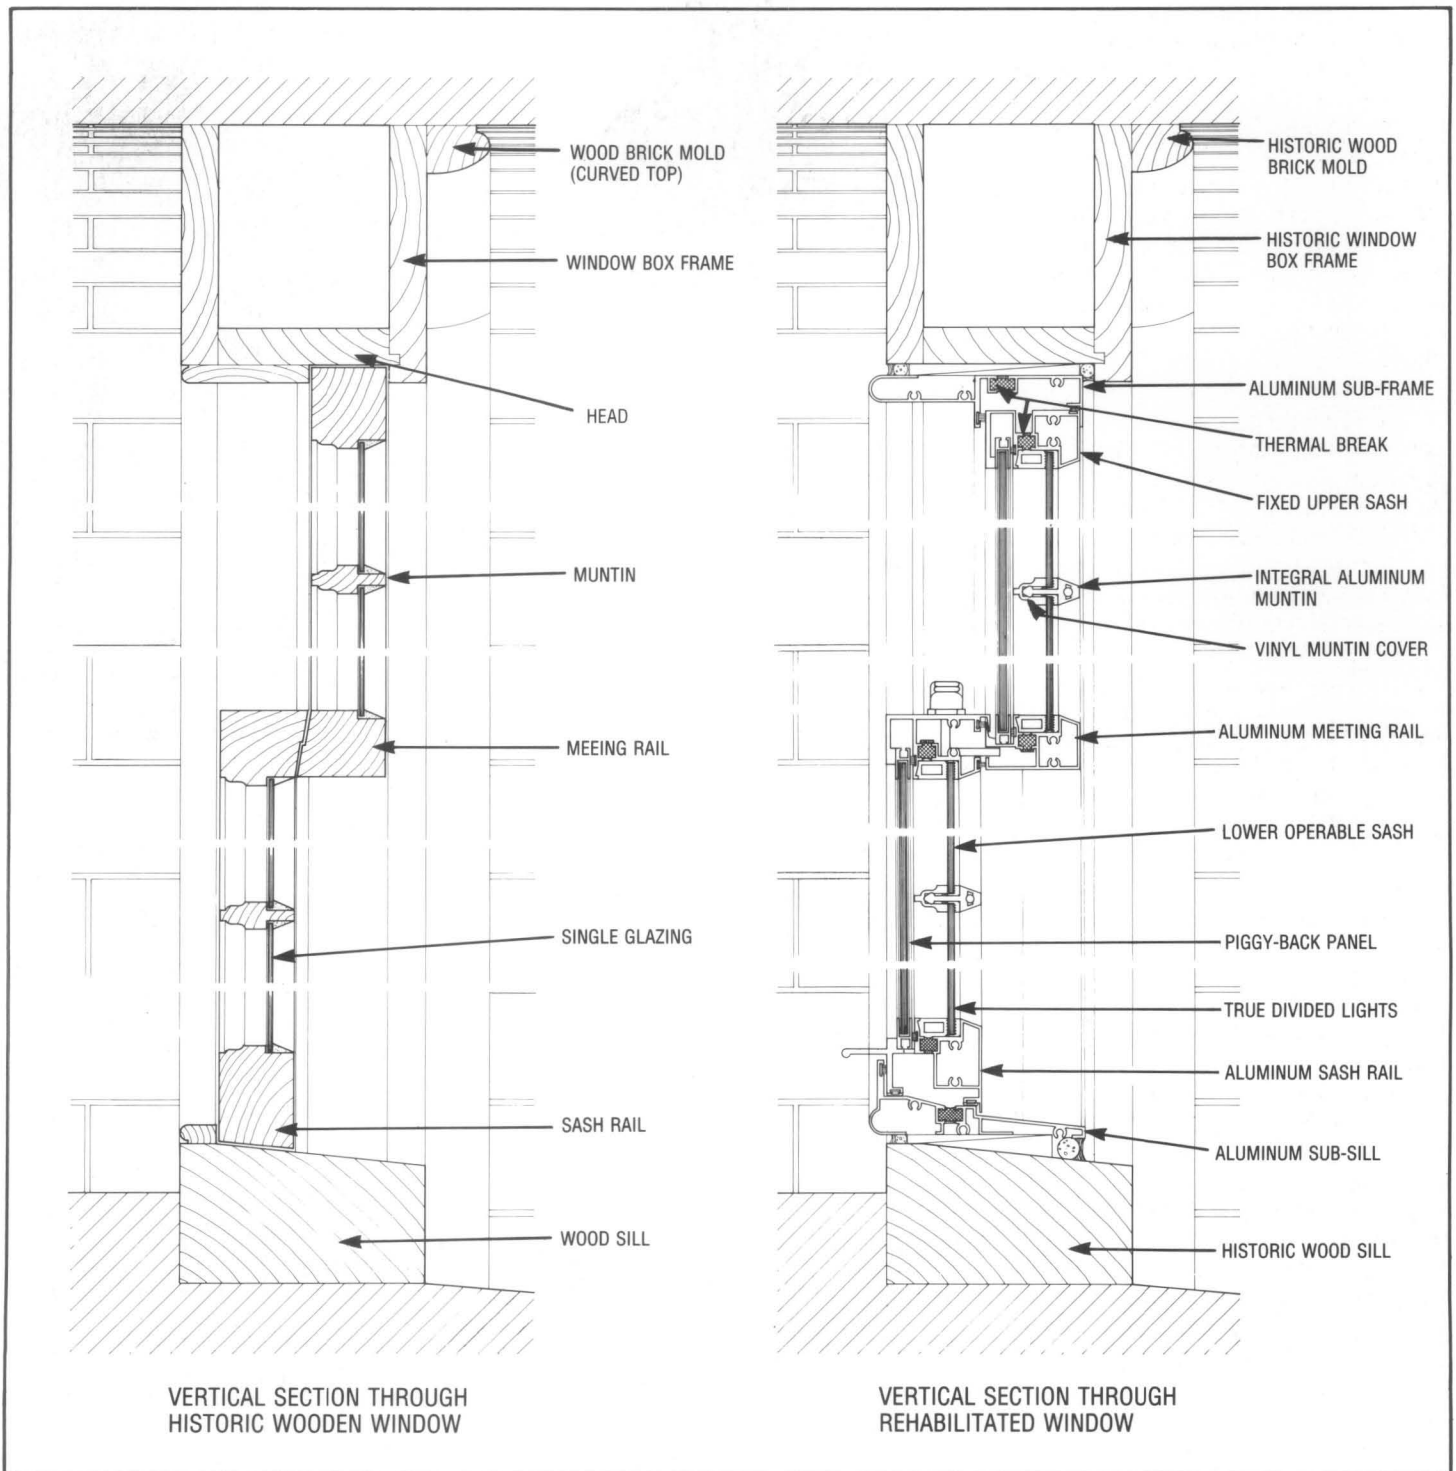 WOOD BRICK MOLD
(CURVED TOP)
WINDOW BOX FRAME
HEAD
MUNTIN
MEEING RAIL
SINGLE GLAZING
SASH RAIL
WOOD SILL
VERTICAL SECTION THROUGH
HISTORIC WOODEN WINDOW
HISTORIC WOOD
BRICK MOLD
HISTORIC WINDOW
BOX FRAME
ALUMINUM SUB-FRAME
THERMAL BREAK
FIXED UPPER SASH
INTEGRAL ALUMINUM
MUNTIN
VINYL MUNTIN COVER
ALUMINUM MEETING RAIL
LOWER OPERABLE SASH
PIGGY-BACK PANEL
TRUE DIVIDED LIGHTS
ALUMINUM SASH RAIL
ALUMINUM SUB-SILL
HISTORIC WOOD SILL
VERTICAL SECTION THROUGH
REHABILITATED WINDOW